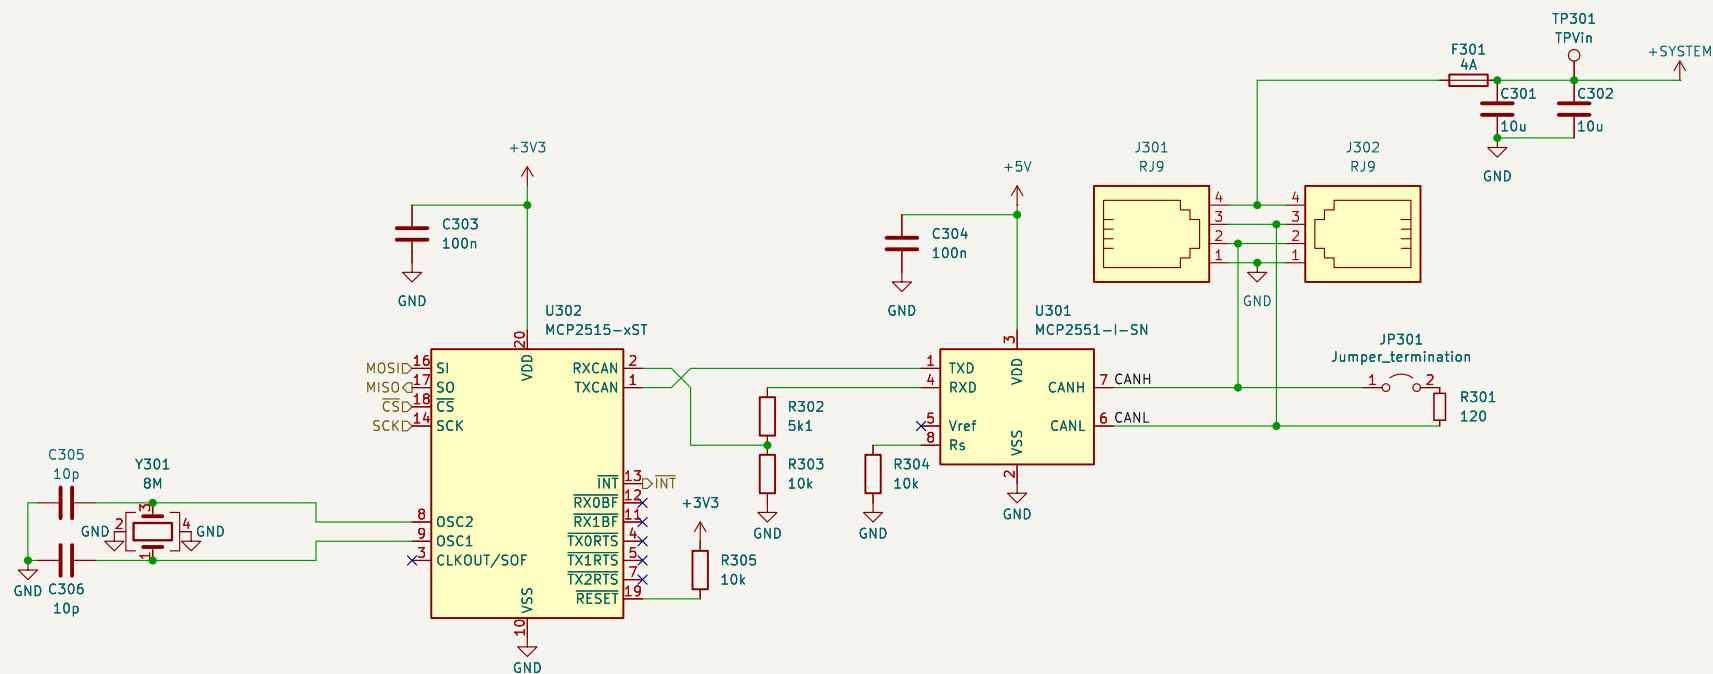 TP301
TPVin
+SYSTEM
F301
4A
C301
10u
C302
10u
GND
J301
RJ9
J302
RJ9
4
3
2
1
4
3
2
1
GND
+3V3
C303
100n
GND
+5V
C304
100n
GND
U302
MCP2515-xST
20
VDD
MOSI 16 SI
MISO 17 SO
CS 18 CS
SCK 14 SCK
RXCAN 2
TXCAN 1
INT 13 INT
RX0BF 12
RX1BF 11
TX0RTS 4
TX1RTS 5
TX2RTS 7
RESET 19
8 OSC2
9 OSC1
3 CLKOUT/SOF
VSS
10
GND
C305
10p
Y301
8M
3
GND 2
4 GND
1
GND
C306
10p
+3V3
R305
10k
R302
5k1
R303
10k
GND
R304
10k
GND
U301
MCP2551-I-SN
3
VDD
1 TXD
4 RXD
5 Vref
8 Rs
CANH 7 CANH
CANL 6 CANL
VSS
2
GND
JP301
Jumper_termination
1
2
R301
120